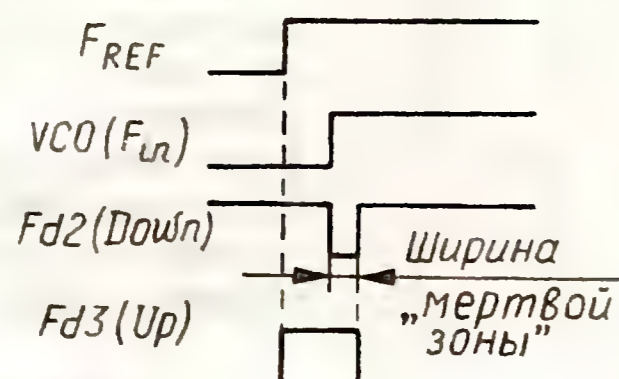 F_REF
VCO(F_in)
Fd2(Down)
Ширина
„мертвой
зоны"
Fd3(Up)